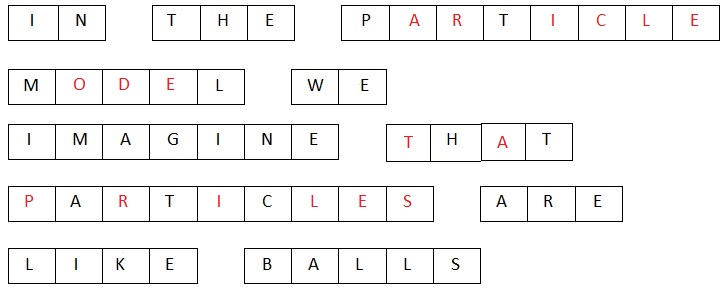 IN THE PARTICLE
MODEL WE
IMAGINE THAT
PARTICLES ARE
LIKE BALLS